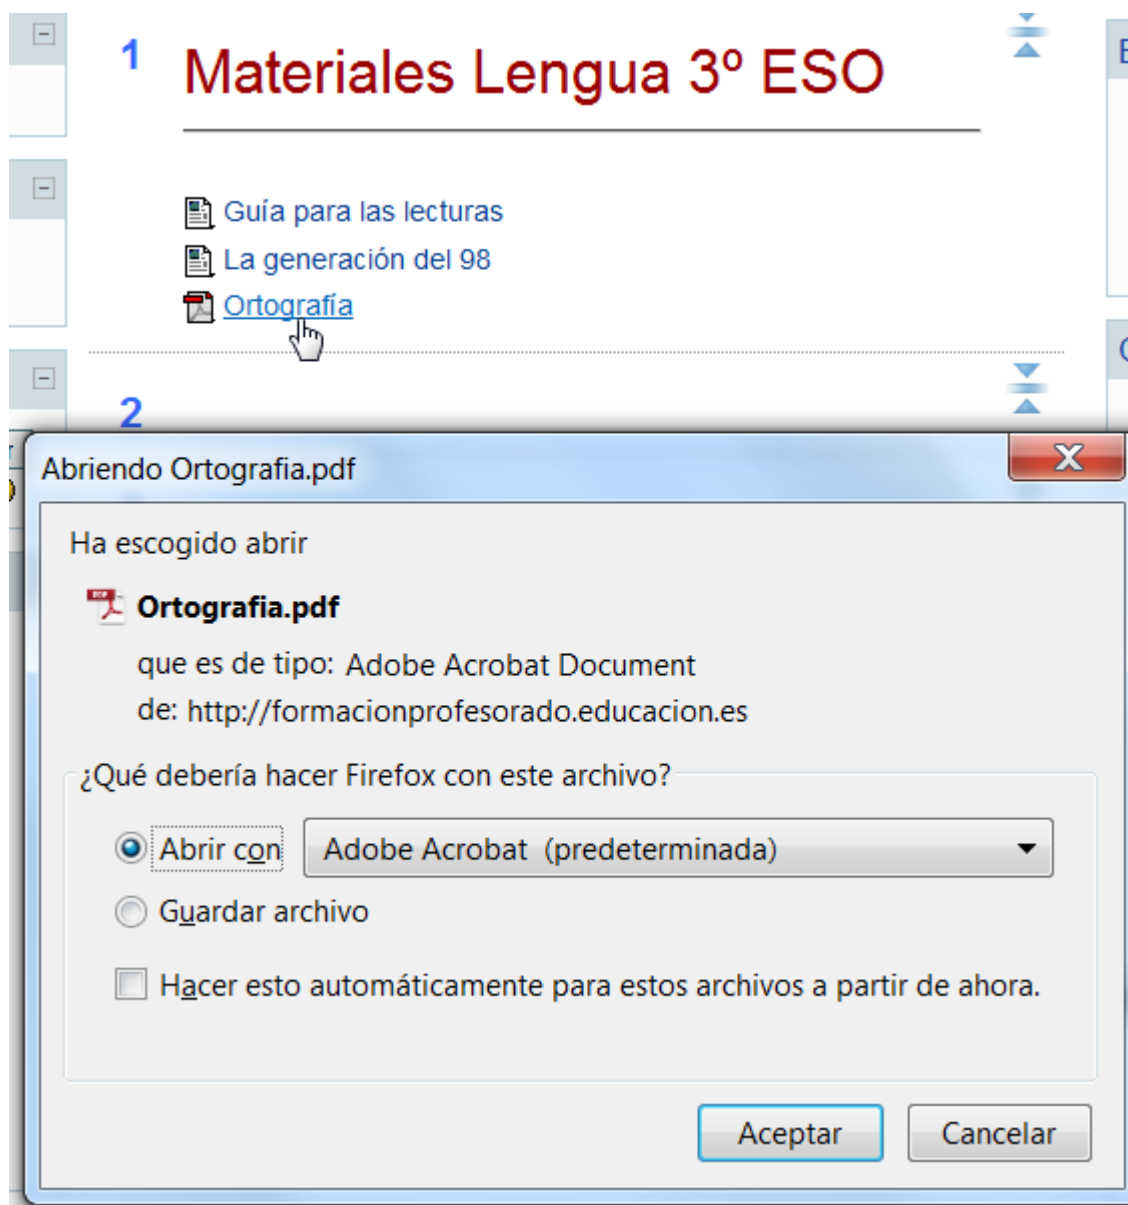 1
Materiales Lengua 3º ESO
Guía para las lecturas
La generación del 98
Ortografía
2
Abriendo Ortografia.pdf
Ha escogido abrir
Ortografia.pdf
que es de tipo: Adobe Acrobat Document
de: http://formacionprofesorado.educacion.es
¿Qué debería hacer Firefox con este archivo?
Abrir con Adobe Acrobat (predeterminada)
Guardar archivo
Hacer esto automáticamente para estos archivos a partir de ahora.
Aceptar Cancelar